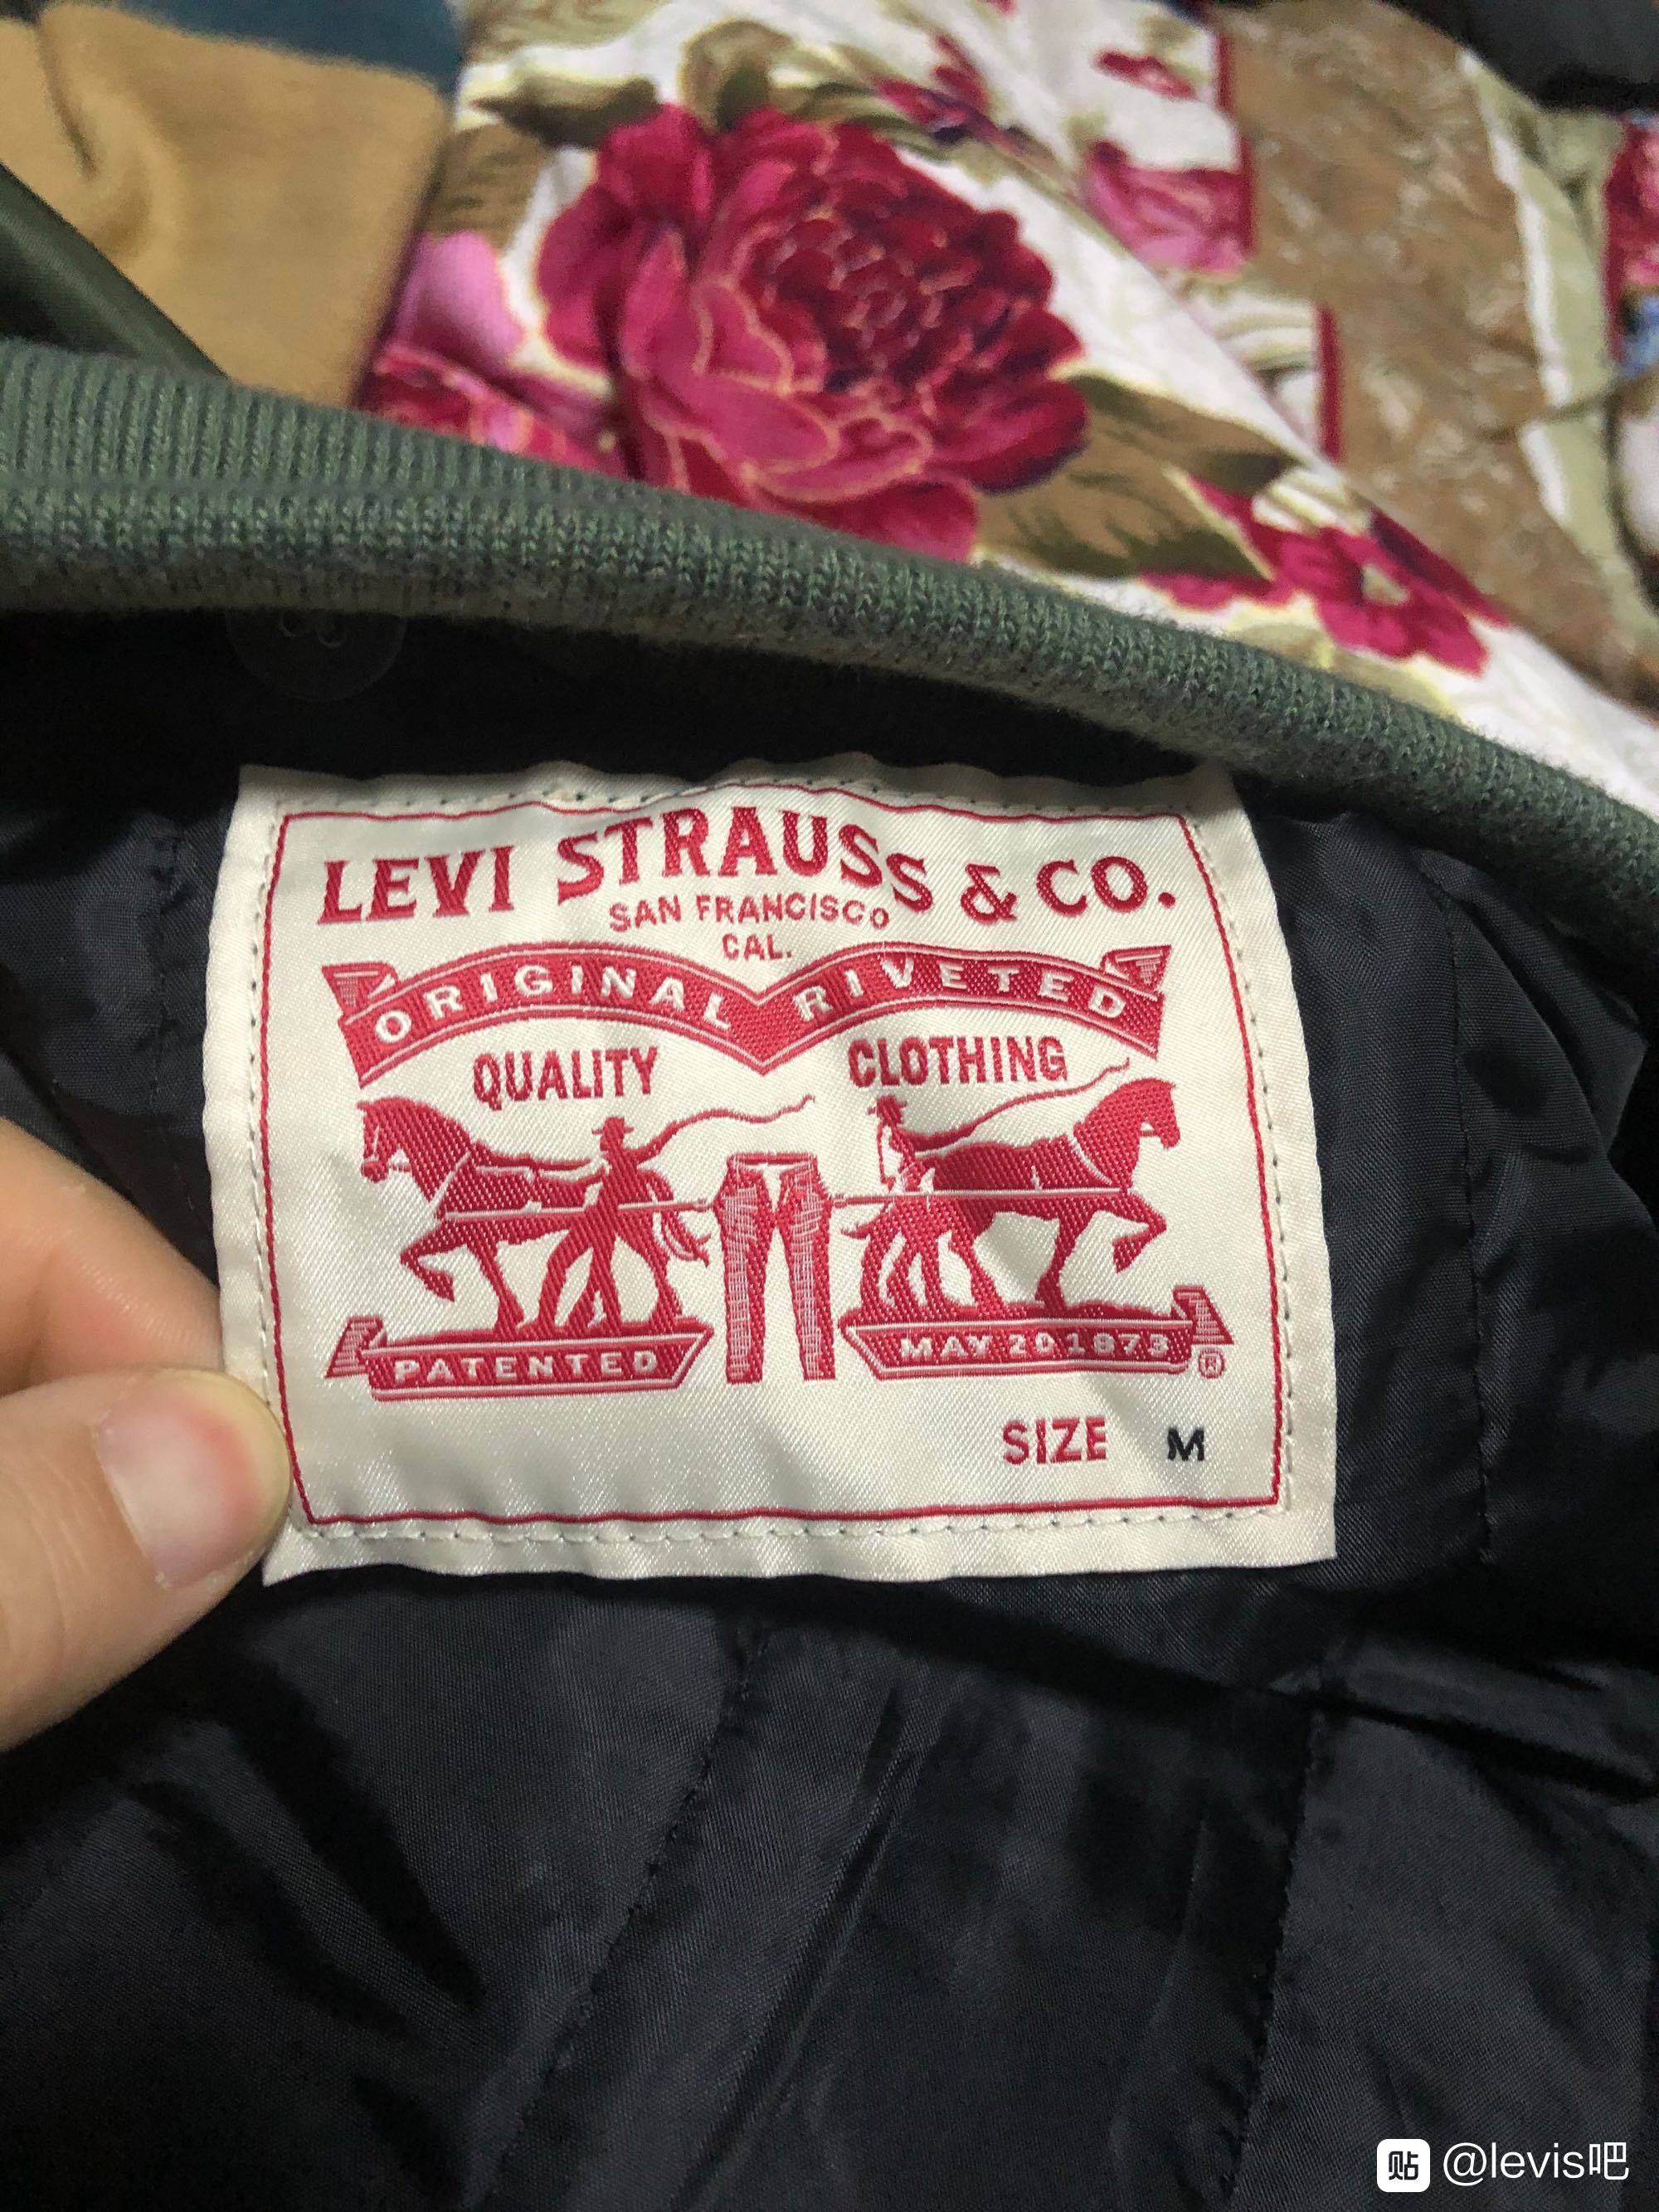 LEVI STRAUSS & CO.
SAN FRANCISCO
CAL.
ORIGINAL RIVETED
QUALITY CLOTHING
PATENTED MAY 20 1873 ®
SIZE M
贴 @levis吧